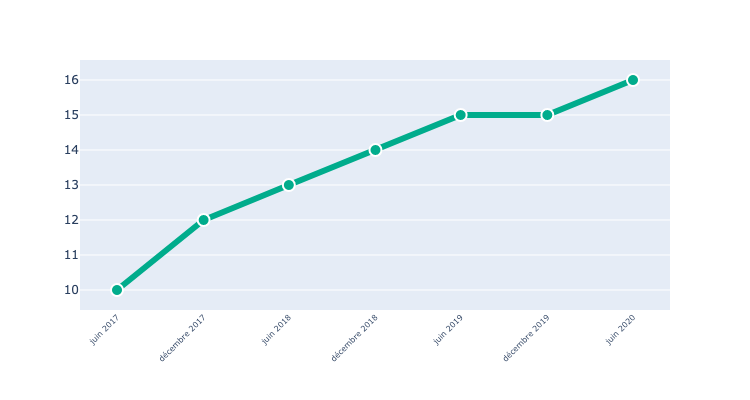 16
15
14
13
12
11
10
juin 2017
décembre 2017
juin 2018
décembre 2018
juin 2019
décembre 2019
juin 2020